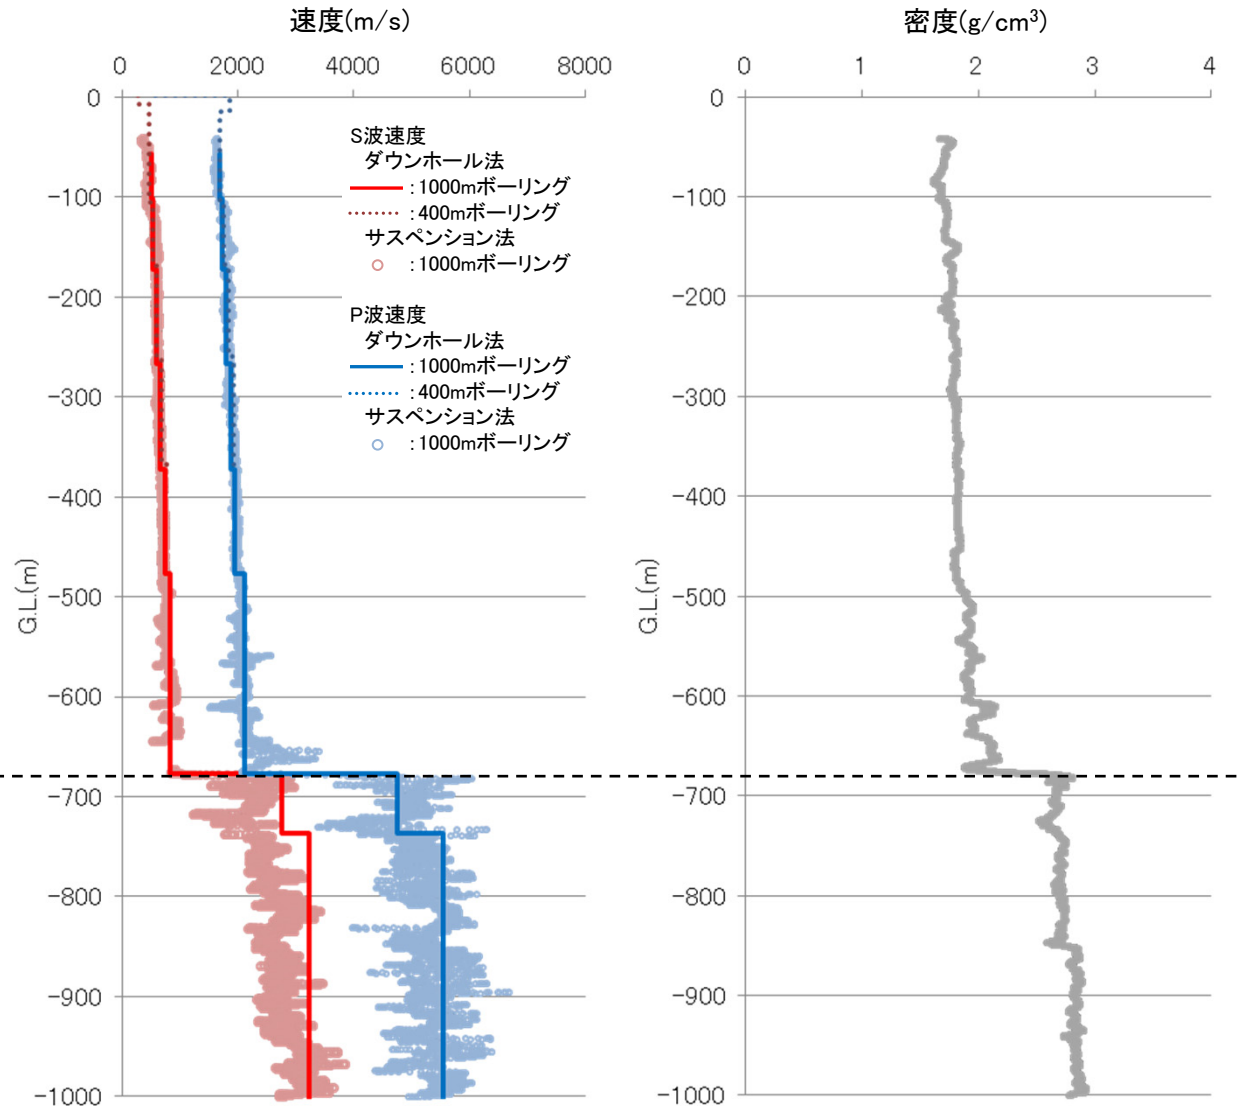 速度(m/s)
0 2000 4000 6000 8000
0
-100
-200
-300
-400
-500
-600
-700
-800
-900
-1000
G.L.(m)
S波速度
ダウンホール法
:1000mボーリング
:400mボーリング
サスペンション法
:1000mボーリング
P波速度
ダウンホール法
:1000mボーリング
:400mボーリング
サスペンション法
:1000mボーリング
密度(g/cm³)
0 1 2 3 4
0
-100
-200
-300
-400
-500
-600
-700
-800
-900
-1000
G.L.(m)